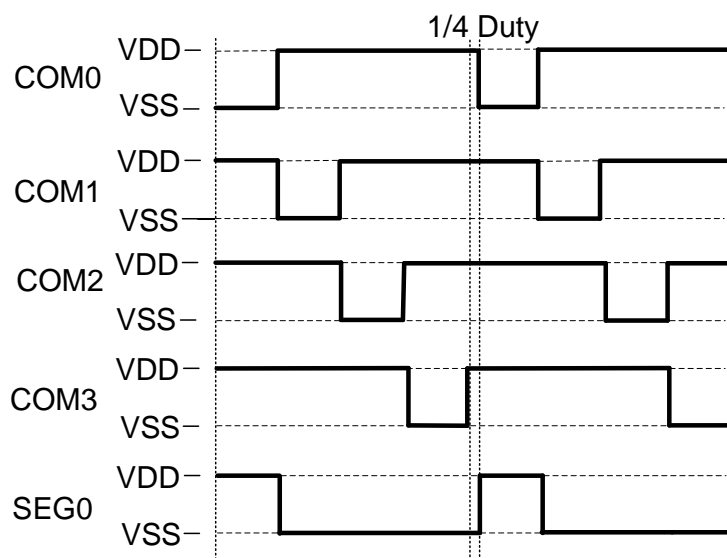 1/4 Duty
VDD
COM0
VSS
VDD
COM1
VSS
VDD
COM2
VSS
VDD
COM3
VSS
VDD
SEG0
VSS